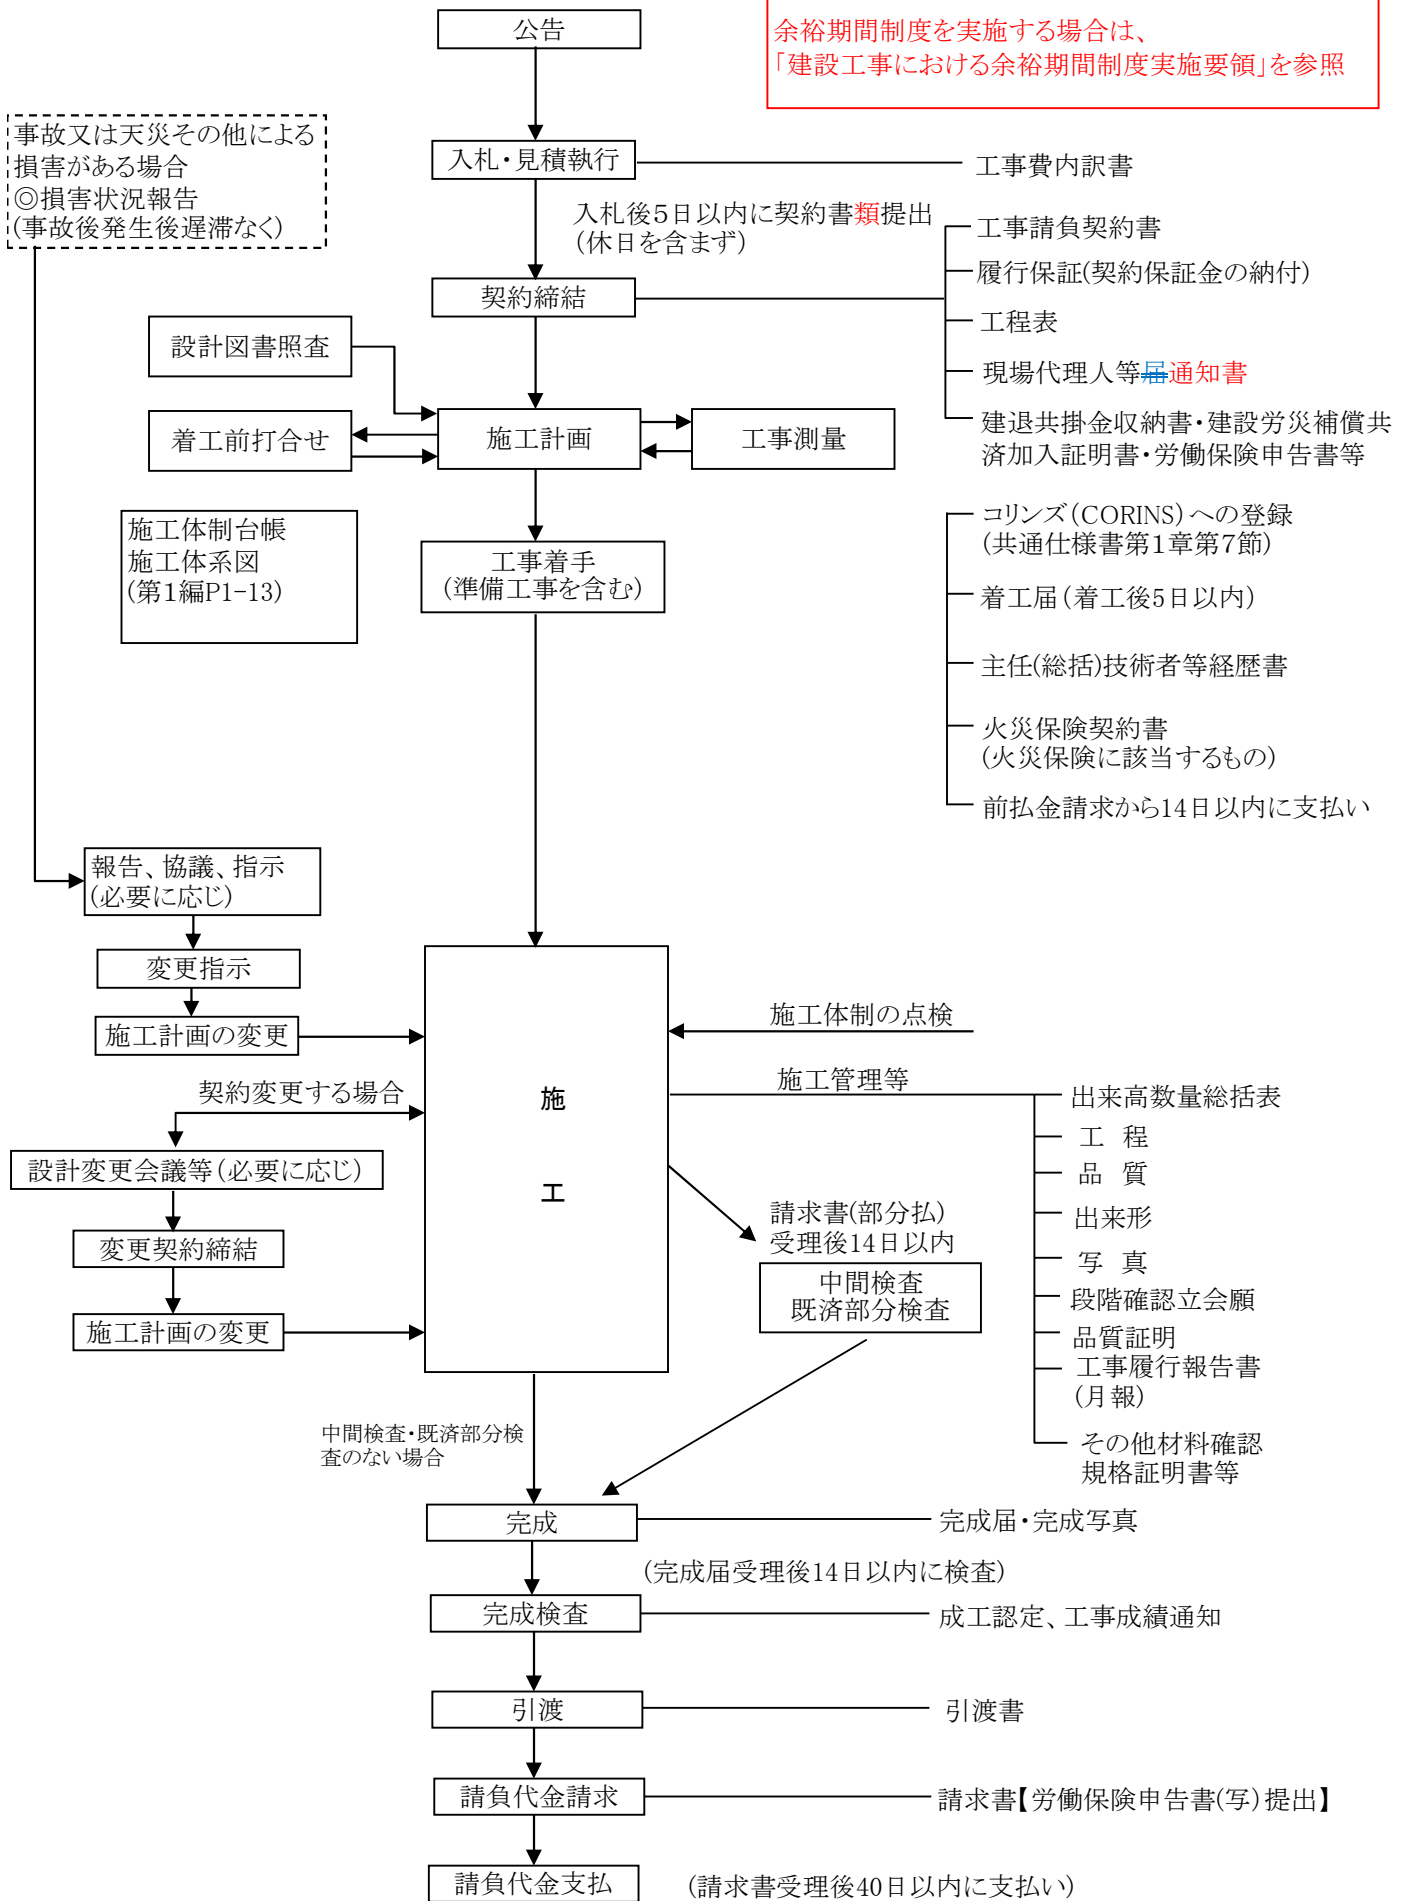 公告
余裕期間制度を実施する場合は、
「建設工事における余裕期間制度実施要領」を参照
事故又は天災その他による
損害がある場合
◎損害状況報告
(事故後発生後遅滞なく)
入札・見積執行
工事費内訳書
入札後5日以内に契約書類提出
(休日を含まず)
契約締結
工事請負契約書
履行保証(契約保証金の納付)
工程表
現場代理人等届通知書
建退共掛金収納書・建設労災補償共
済加入証明書・労働保険申告書等
設計図書照査
着工前打合せ
施工計画
工事測量
施工体制台帳
施工体系図
(第1編P1-13)
工事着手
(準備工事を含む)
コリンズ(CORINS)への登録
(共通仕様書第1章第7節)
着工届(着工後5日以内)
主任(総括)技術者等経歴書
火災保険契約書
(火災保険に該当するもの)
前払金請求から14日以内に支払い
報告、協議、指示
(必要に応じ)
変更指示
施工計画の変更
契約変更する場合
設計変更会議等(必要に応じ)
変更契約締結
施工計画の変更
施
工
施工体制の点検
施工管理等
出来高数量総括表
工 程
品 質
出来形
写 真
段階確認立会願
品質証明
工事履行報告書
(月報)
その他材料確認
規格証明書等
請求書(部分払)
受理後14日以内
中間検査
既済部分検査
中間検査・既済部分検
査のない場合
完成
完成届・完成写真
(完成届受理後14日以内に検査)
完成検査
成工認定、工事成績通知
引渡
引渡書
請負代金請求
請求書【労働保険申告書(写)提出】
請負代金支払
(請求書受理後40日以内に支払い)